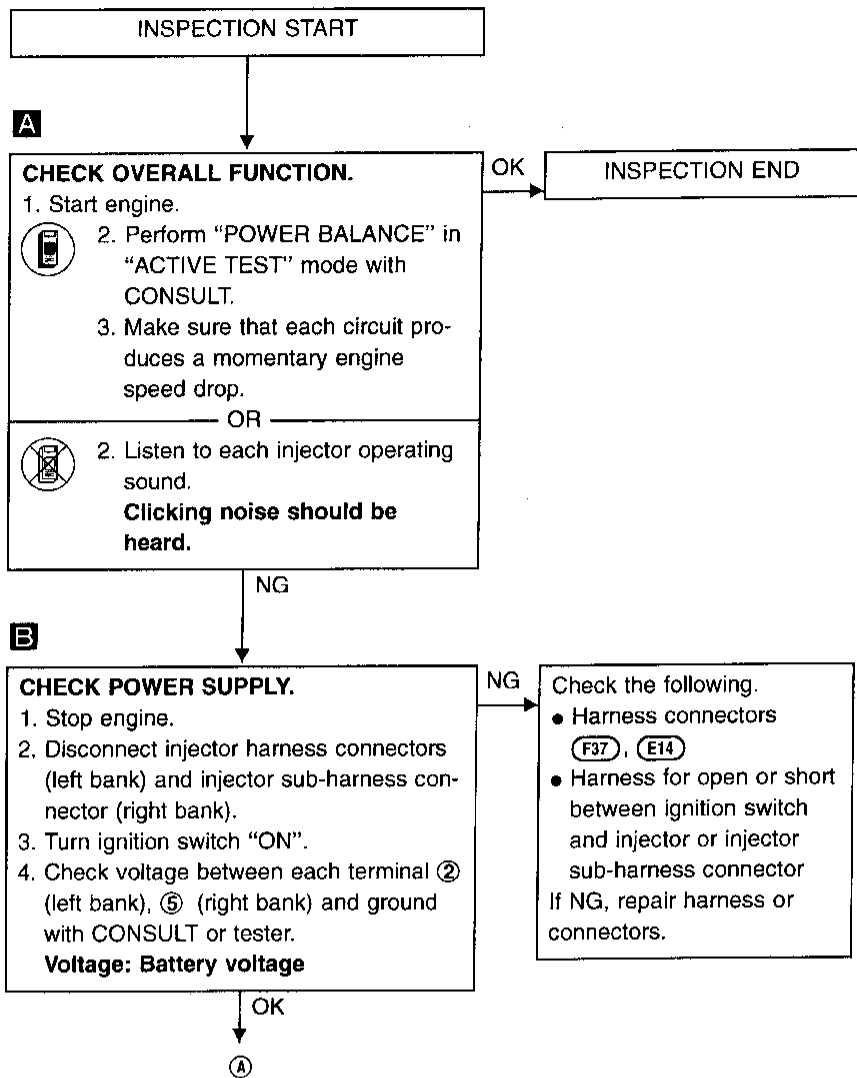 INSPECTION START
A
CHECK OVERALL FUNCTION.
1. Start engine.
2. Perform “POWER BALANCE” in
“ACTIVE TEST” mode with
CONSULT.
3. Make sure that each circuit pro-
duces a momentary engine
speed drop.
OR
2. Listen to each injector operating
sound.
Clicking noise should be
heard.
OK
INSPECTION END
NG
B
CHECK POWER SUPPLY.
1. Stop engine.
2. Disconnect injector harness connectors
(left bank) and injector sub-harness con-
nector (right bank).
3. Turn ignition switch “ON”.
4. Check voltage between each terminal ②
(left bank), ⑤ (right bank) and ground
with CONSULT or tester.
Voltage: Battery voltage
NG
Check the following.
● Harness connectors
F37, E14
● Harness for open or short
between ignition switch
and injector or injector
sub-harness connector
If NG, repair harness or
connectors.
OK
Ⓐ